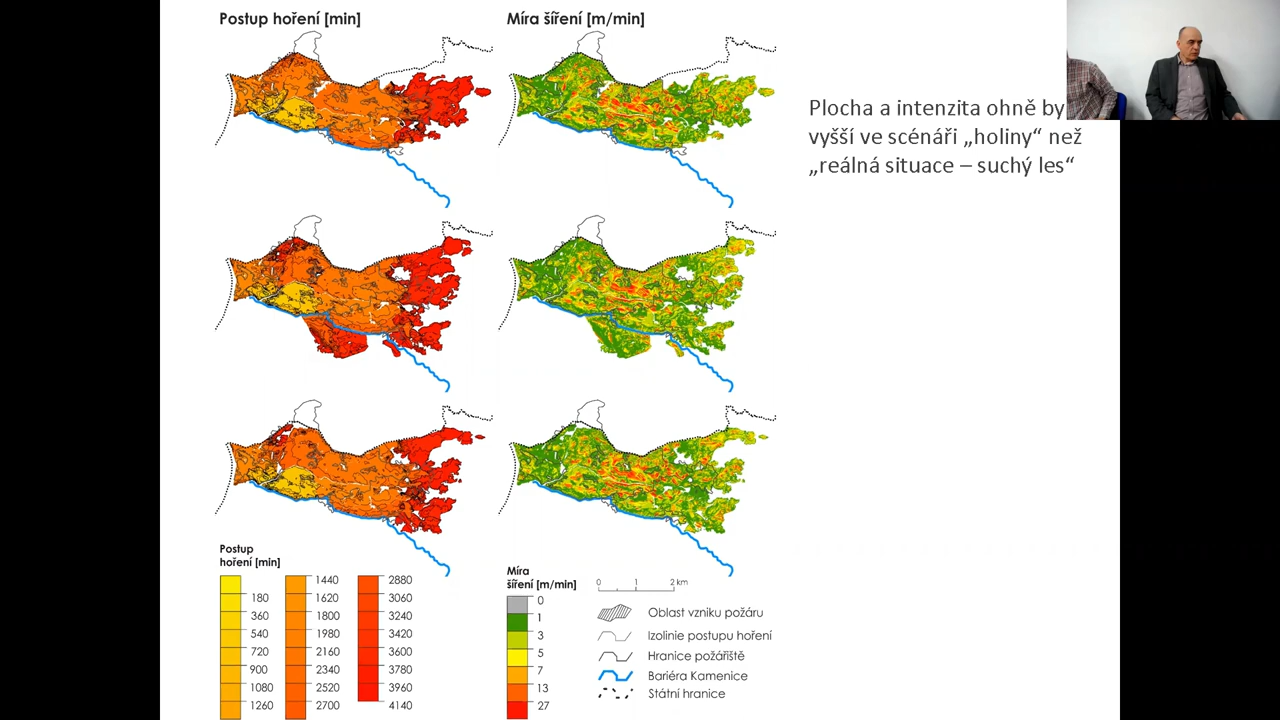 Postup hoření [min]
Míra šíření [m/min]
Plocha a intenzita ohně by
vyšší ve scénáři „holiny“ než
„reálná situace – suchý les“
Postup
hoření [min]
180
360
540
720
900
1080
1260
1440
1620
1800
1980
2160
2340
2520
2700
2880
3060
3240
3420
3600
3780
3960
4140
Míra
šíření [m/min]
0
1
3
5
7
13
27
0 1 2 km
Oblast vzniku požáru
Izolinie postupu hoření
Hranice požářiště
Bariéra Kamenice
Státní hranice